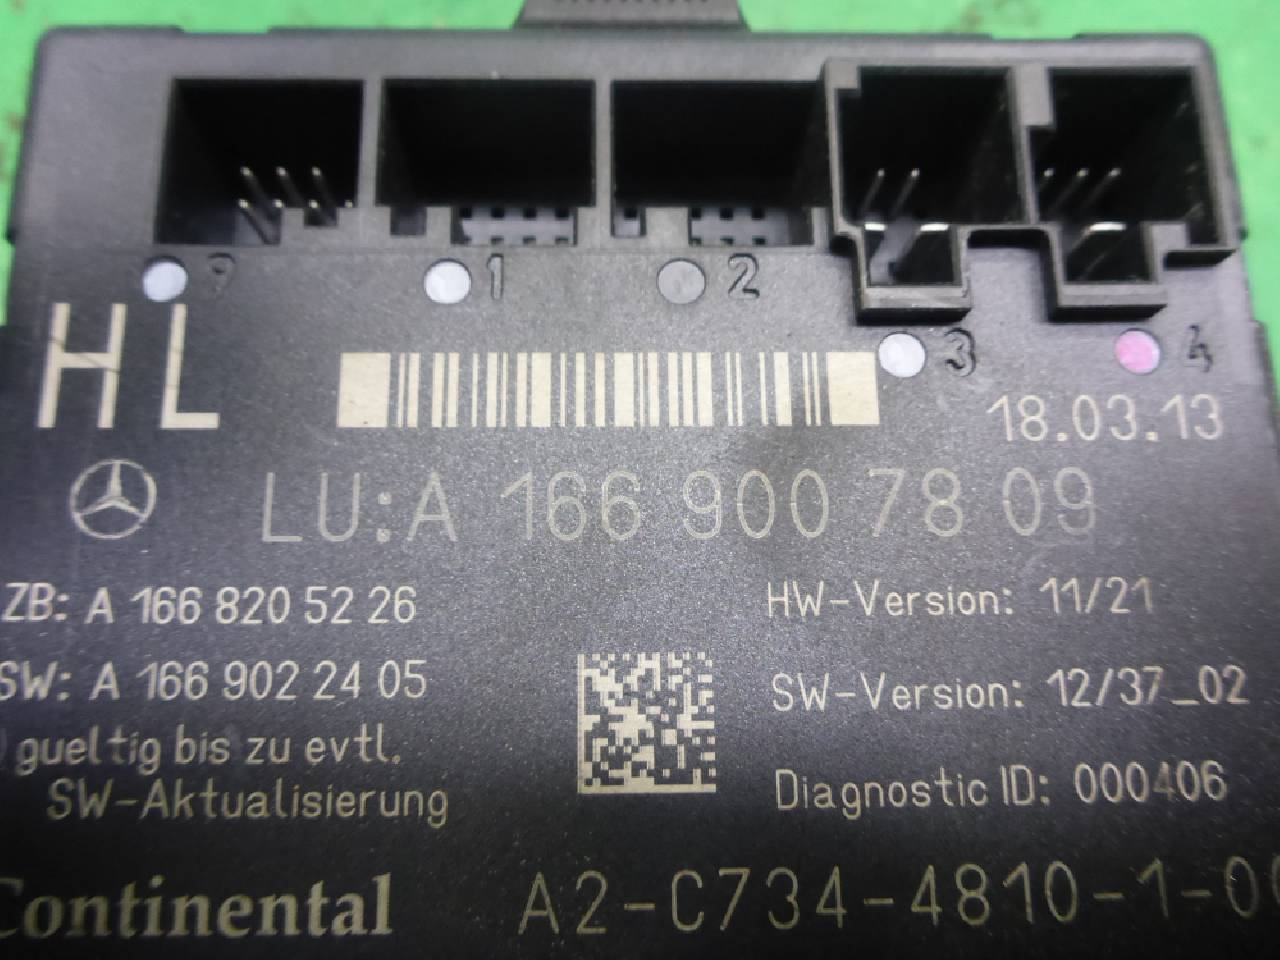 9 1 2
3 4
HL
18.03.13
LU: A 166 900 78 09
ZB: A 166 820 52 26
HW-Version: 11/21
SW: A 166 902 24 05
SW-Version: 12/37_02
) gueltig bis zu evtl.
SW-Aktualisierung
Diagnostic ID: 000406
Continental
A2-C734-4810-1-0